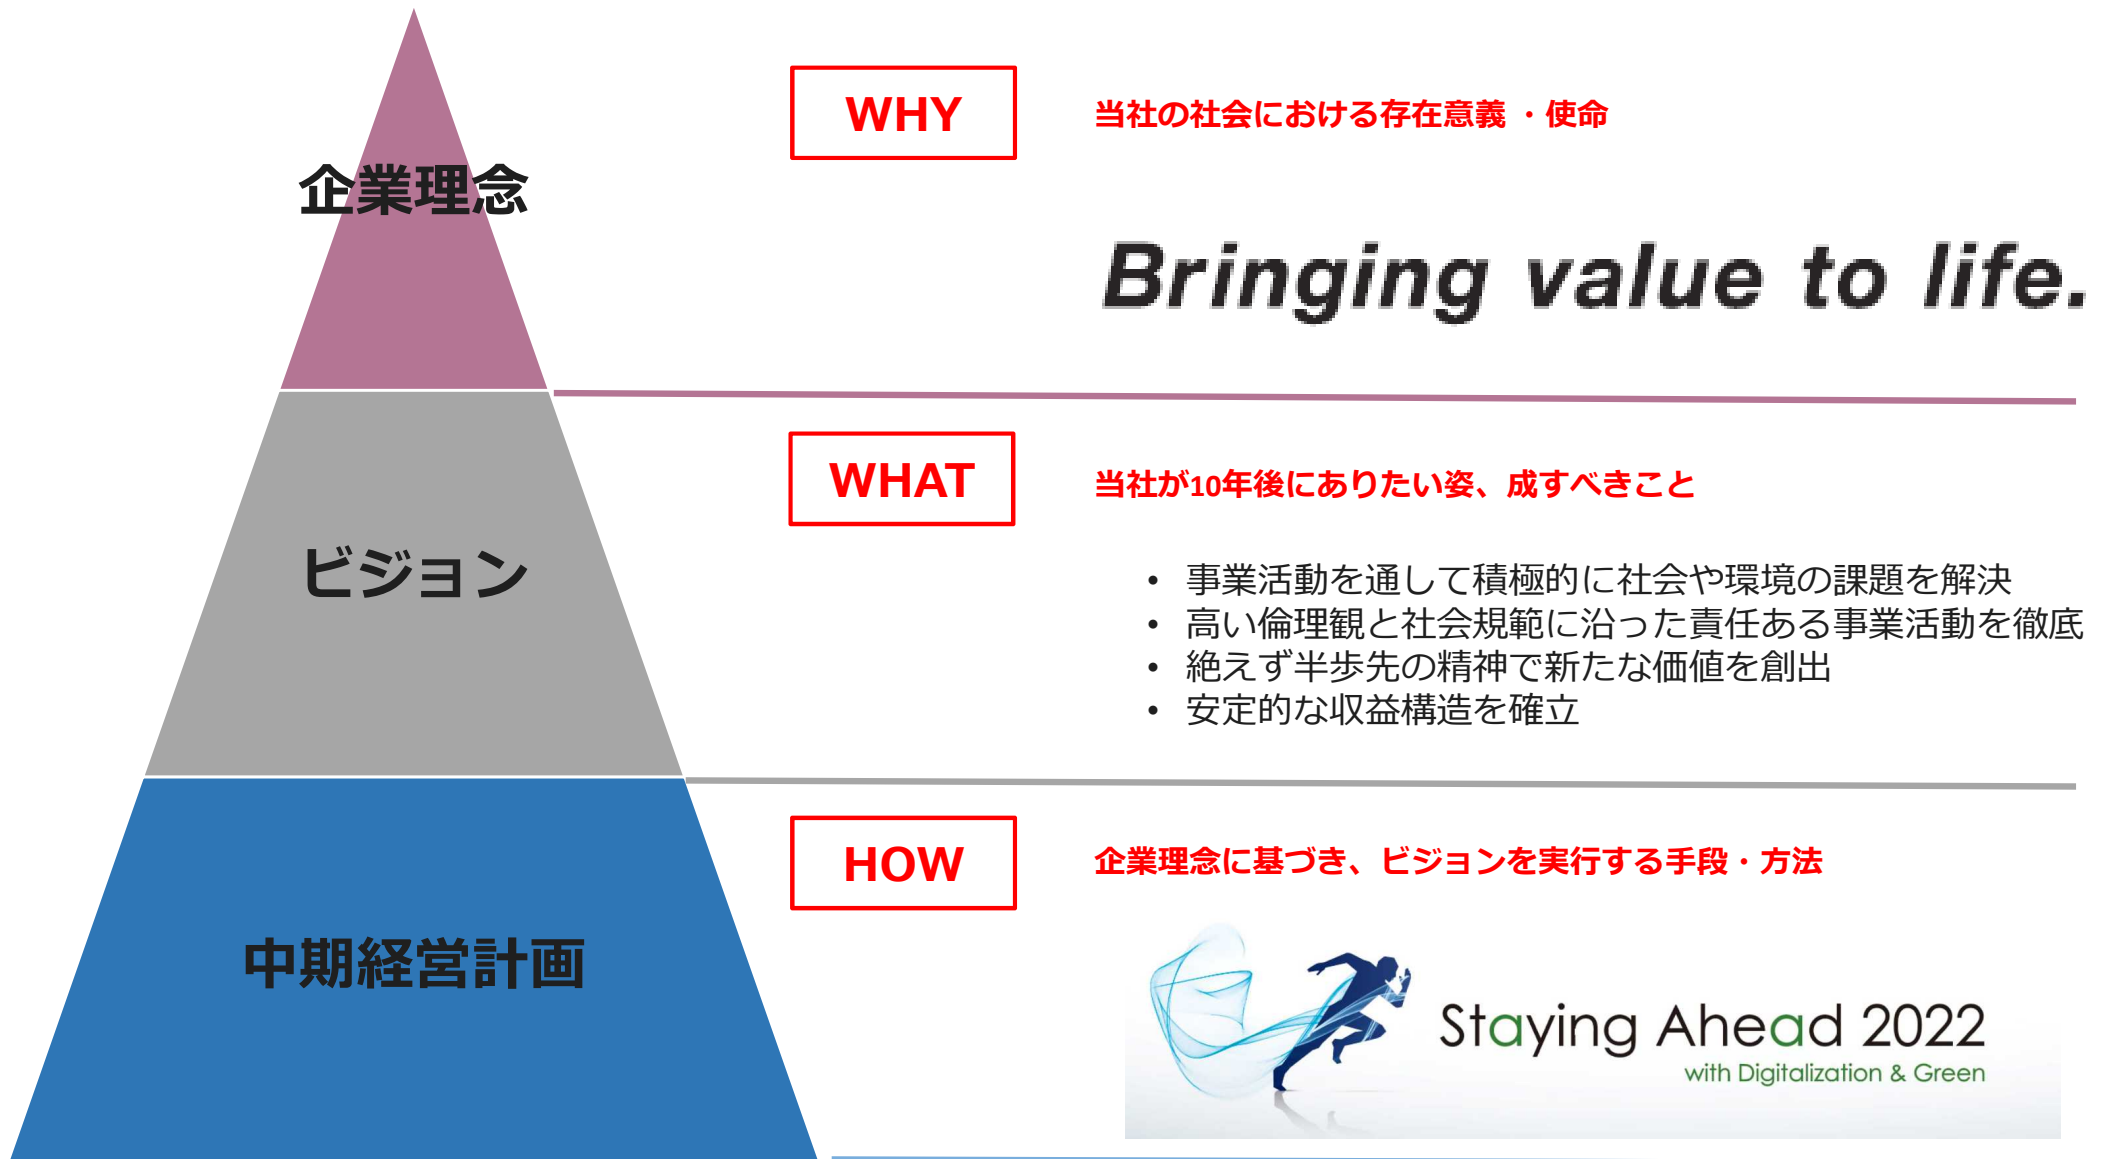 企業理念
WHY
当社の社会における存在意義 ・使命
Bringing value to life.
ビジョン
WHAT
当社が10年後にありたい姿、成すべきこと
• 事業活動を通して積極的に社会や環境の課題を解決
• 高い倫理観と社会規範に沿った責任ある事業活動を徹底
• 絶えず半歩先の精神で新たな価値を創出
• 安定的な収益構造を確立
中期経営計画
HOW
企業理念に基づき、ビジョンを実行する手段・方法
Staying Ahead 2022
with Digitalization & Green